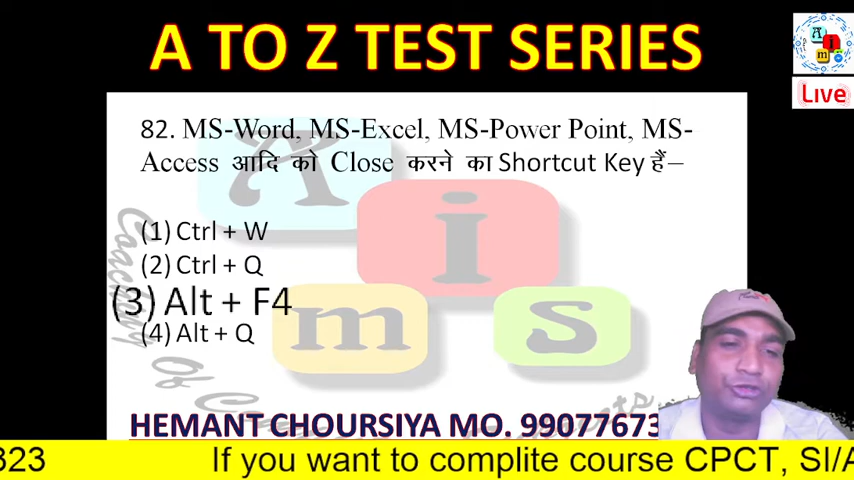 A TO Z TEST SERIES
Live
82. MS-Word, MS-Excel, MS-Power Point, MS-
Access आदि को Close करने का Shortcut Key हैं–
(1) Ctrl + W
(2) Ctrl + Q
(3) Alt + F4
(4) Alt + Q
A i m s
HEMANT CHOURSIYA MO. 99077673
323 If you want to complite course CPCT, SI/A